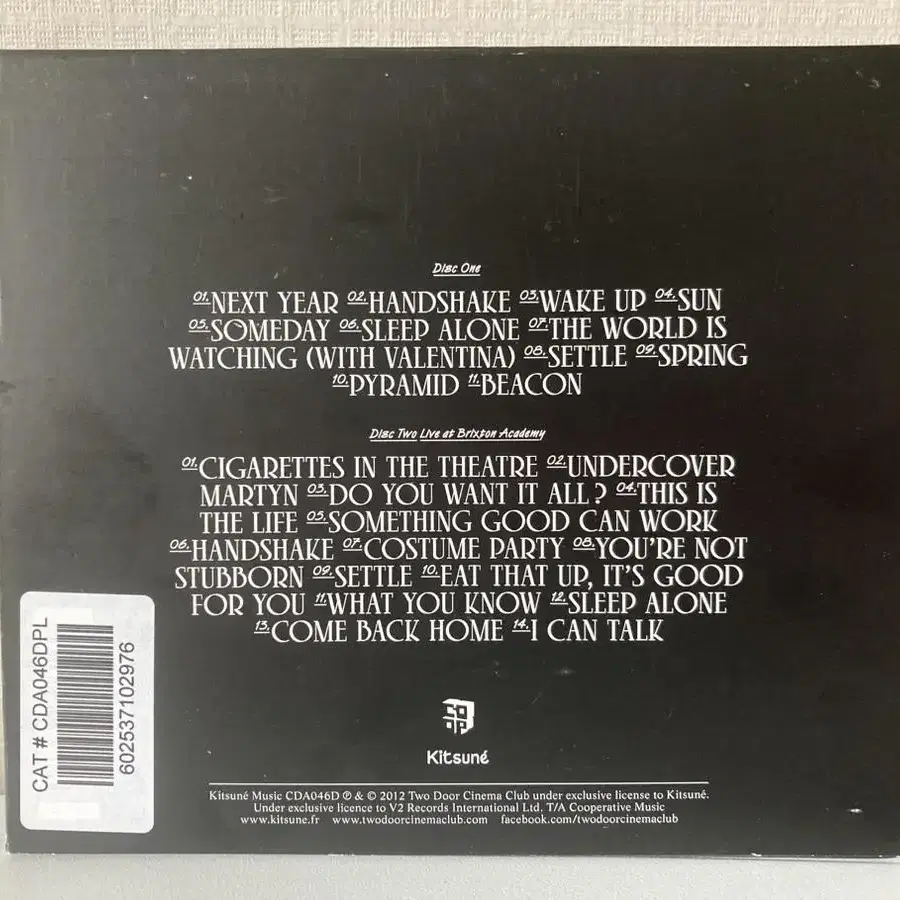 Disc One
01. NEXT YEAR 02. HANDSHAKE 03. WAKE UP 04. SUN
05. SOMEDAY 06. SLEEP ALONE 07. THE WORLD IS
WATCHING (WITH VALENTINA) 08. SETTLE 09. SPRING
10. PYRAMID 11. BEACON
Disc Two Live at Brixton Academy
01. CIGARETTES IN THE THEATRE 02. UNDERCOVER
MARTYN 03. DO YOU WANT IT ALL? 04. THIS IS
THE LIFE 05. SOMETHING GOOD CAN WORK
06. HANDSHAKE 07. COSTUME PARTY 08. YOU'RE NOT
STUBBORN 09. SETTLE 10. EAT THAT UP, IT'S GOOD
FOR YOU 11. WHAT YOU KNOW 12. SLEEP ALONE
13. COME BACK HOME 14. I CAN TALK
CAT # CDA046DPL
602537102976
CO
OP
Kitsuné
Kitsuné Music CDA046D ℗ & © 2012 Two Door Cinema Club under exclusive license to Kitsuné.
Under exclusive licence to V2 Records International Ltd. T/A Cooperative Music
www.kitsune.fr www.twodoorcinemaclub.com facebook.com/twodoorcinemaclub